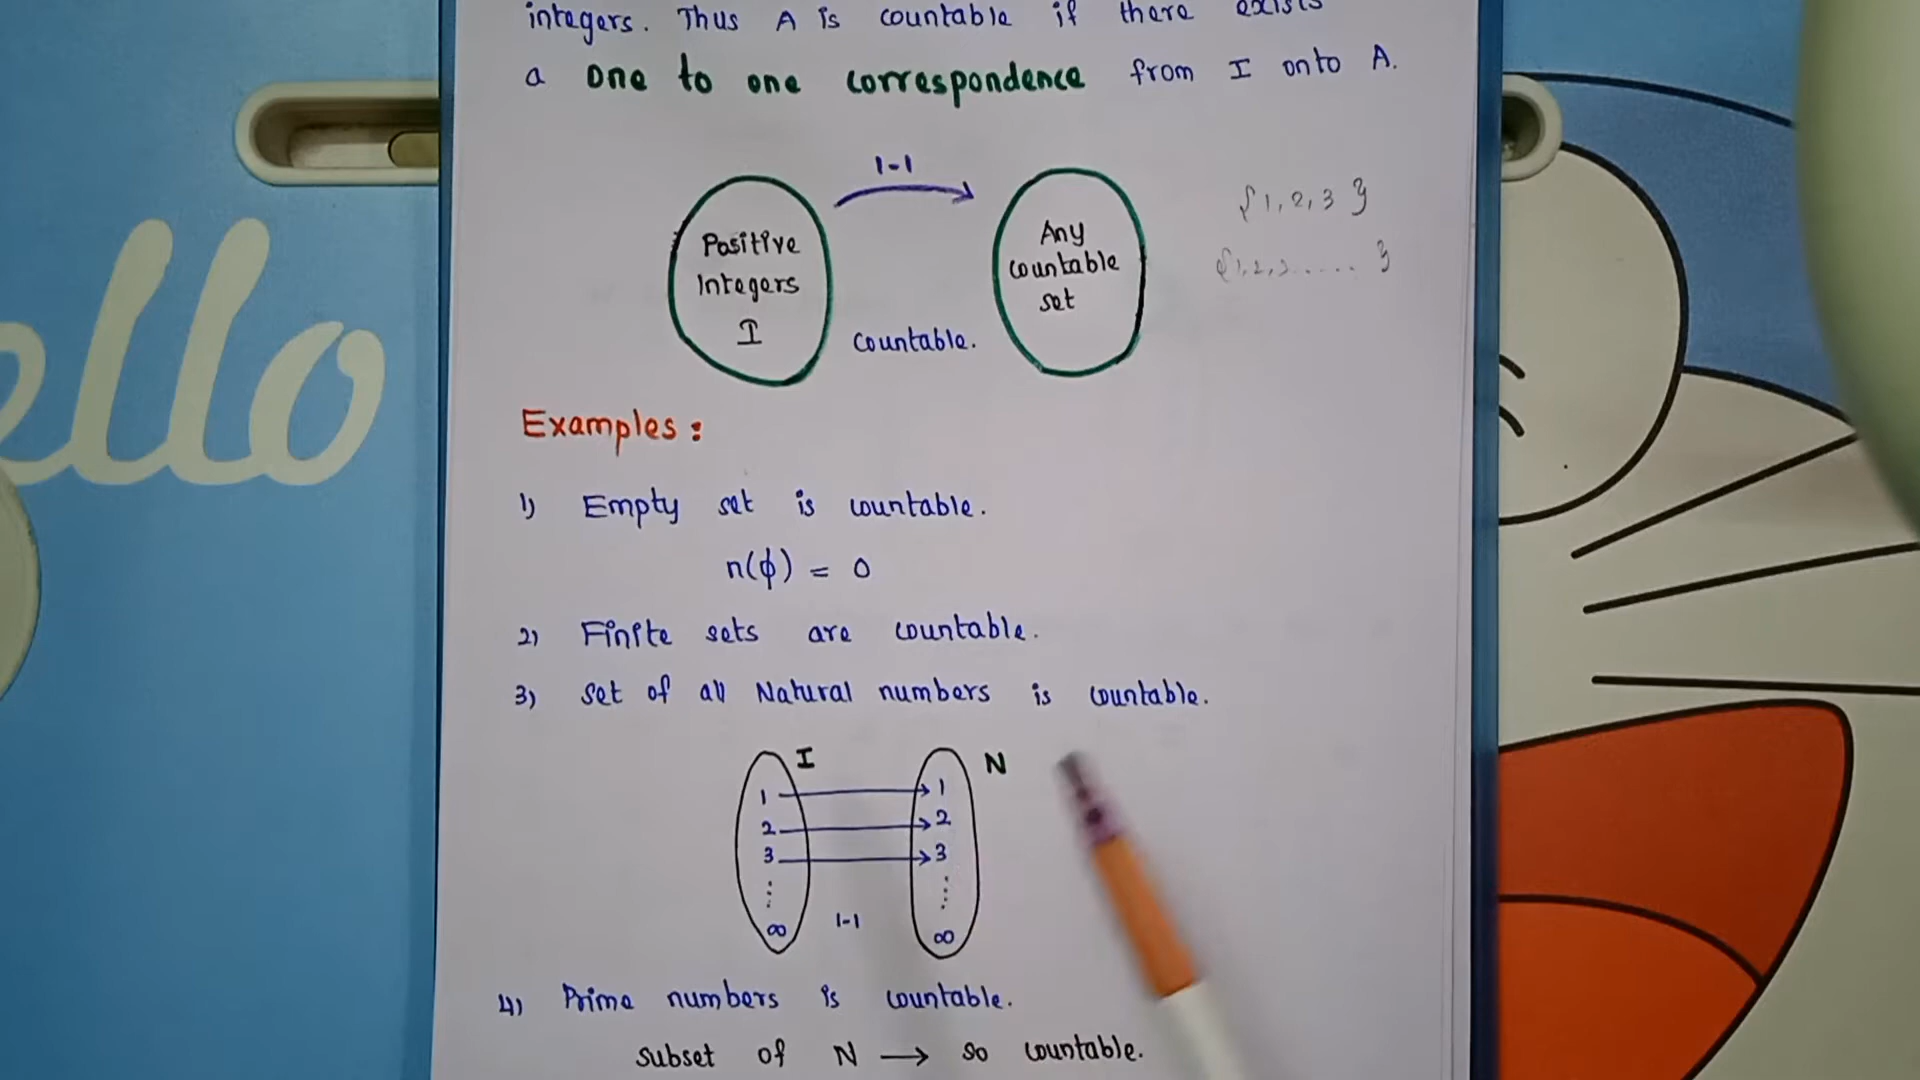 integers. Thus A is countable if there exists
a one to one correspondence from I onto A.
1-1
Positive
Integers
I
Countable.
Any
countable
set
{1, 2, 3 }
{1, 2, 3 ..... }
Examples :
1) Empty set is countable.
n(ϕ) = 0
2) Finite sets are countable.
3) Set of all Natural numbers is countable.
I
N
1
2
3
⋮
∞
1-1
1
2
3
⋮
∞
4) Prime numbers is countable.
subset of N → so countable.
ello